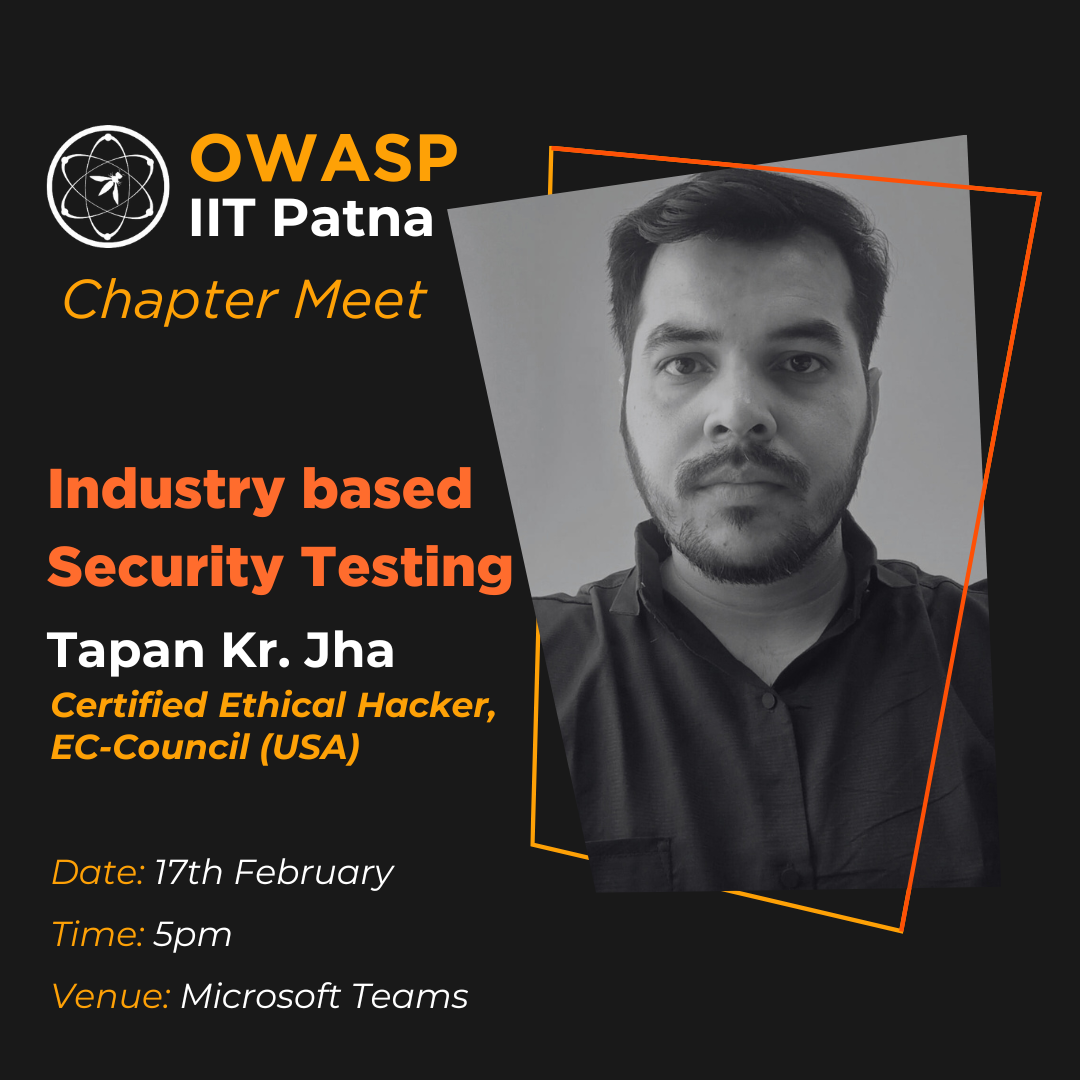 OWASP
IIT Patna
Chapter Meet
Industry based
Security Testing
Tapan Kr. Jha
Certified Ethical Hacker,
EC-Council (USA)
Date: 17th February
Time: 5pm
Venue: Microsoft Teams